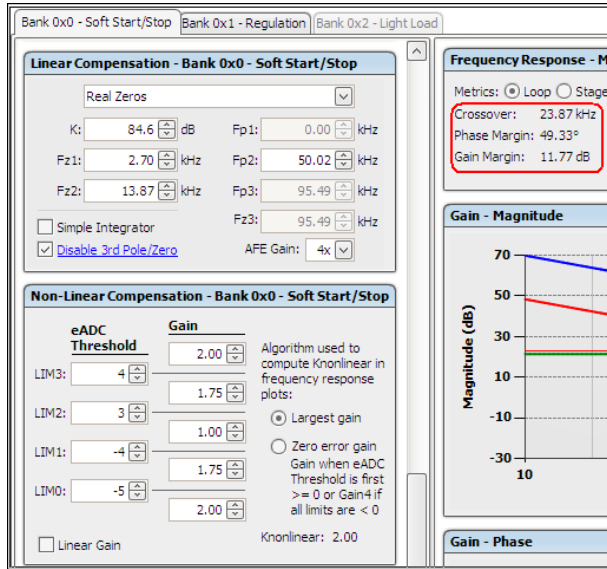 Bank 0x0 - Soft Start/Stop
Bank 0x1 - Regulation
Bank 0x2 - Light Load
Linear Compensation - Bank 0x0 - Soft Start/Stop
Real Zeros
K: 84.6 dB Fp1: 0.00 kHz
Fz1: 2.70 kHz Fp2: 50.02 kHz
Fz2: 13.87 kHz Fp3: 95.49 kHz
Fz3: 95.49 kHz
Simple Integrator
Disable 3rd Pole/Zero AFE Gain: 4x
Non-Linear Compensation - Bank 0x0 - Soft Start/Stop
eADC Threshold
Gain
2.00
LIM3: 4
1.75
LIM2: 3
1.00
LIM1: -4
1.75
LIM0: -5
2.00
Linear Gain
Algorithm used to
compute Knonlinear in
frequency response
plots:
Largest gain
Zero error gain
Gain when eADC
Threshold is first
>= 0 or Gain4 if
all limits are < 0
Knonlinear: 2.00
Frequency Response - M
Metrics: Loop Stage
Crossover: 23.87 kHz
Phase Margin: 49.33°
Gain Margin: 11.77 dB
Gain - Magnitude
Magnitude (dB)
70
50
30
10
-10
-30
10
Gain - Phase